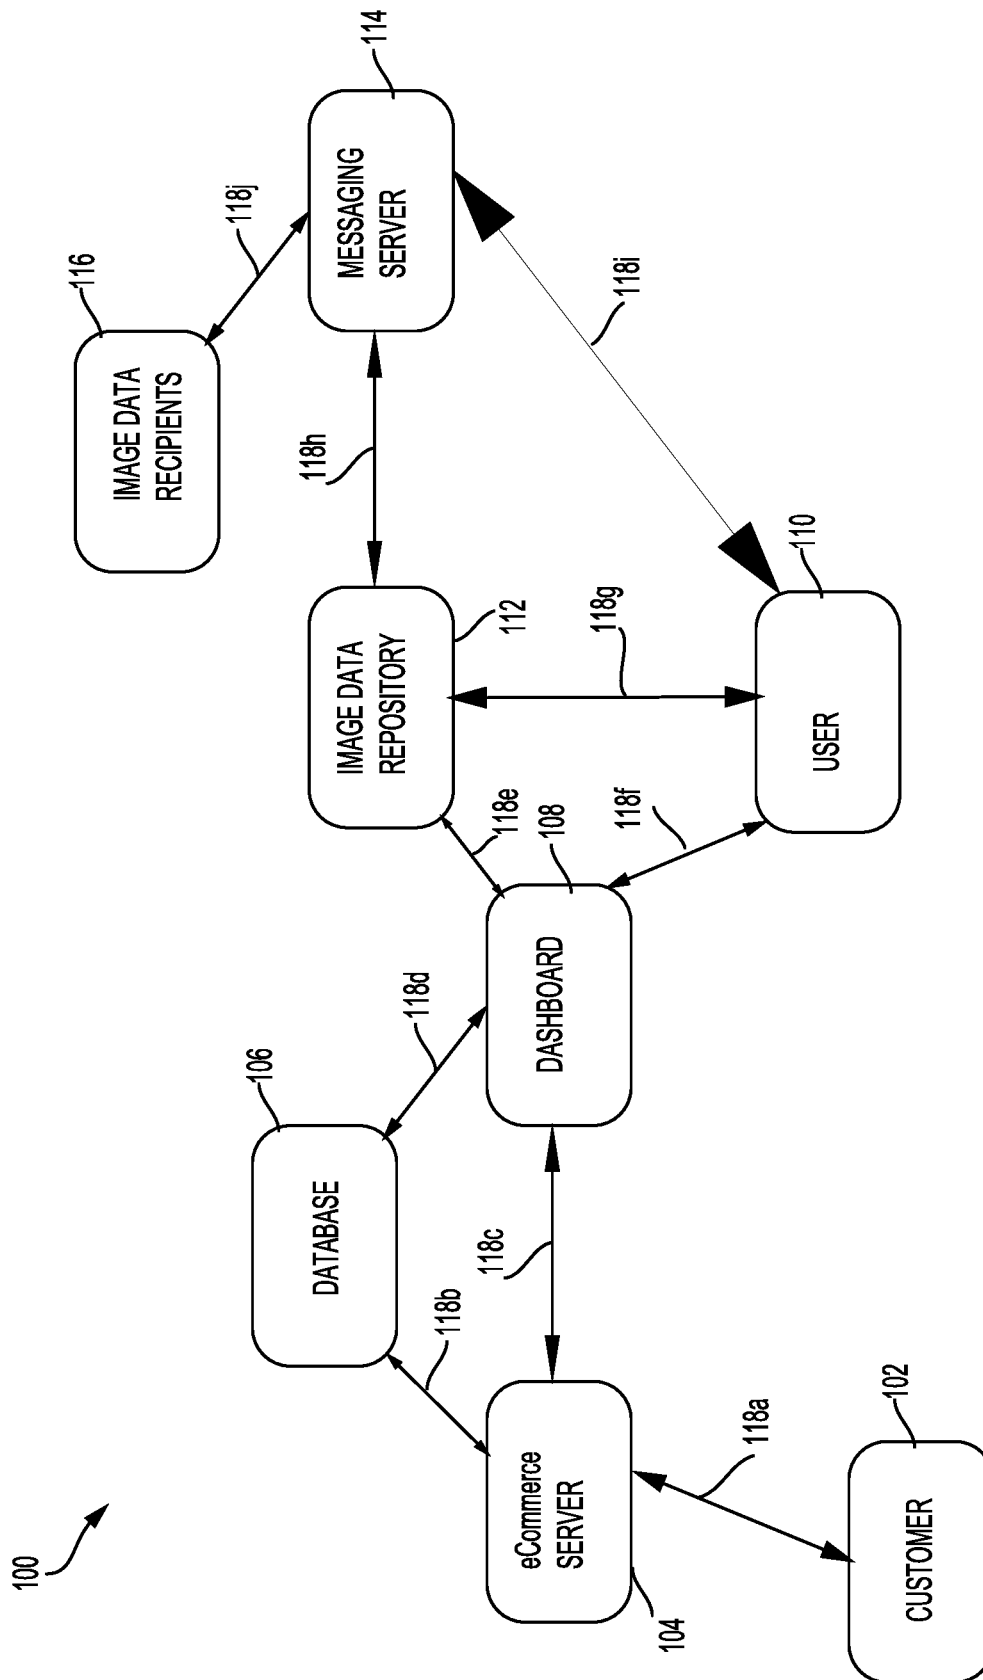 100
116
IMAGE DATA
RECIPIENTS
118j
106
DATABASE
118h
IMAGE DATA
REPOSITORY
114
MESSAGING
SERVER
118b
118d
112
118e
118c
eCommerce
SERVER
108
DASHBOARD
118g
118i
118f
104
118a
110
USER
102
CUSTOMER